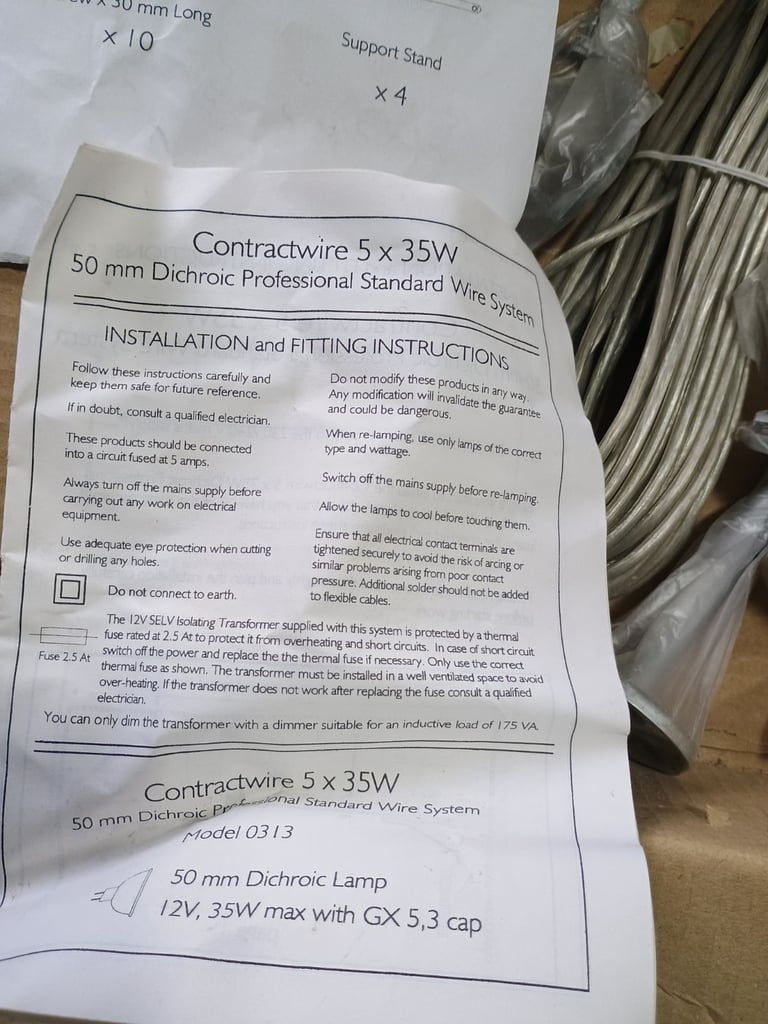 x 30 mm Long
x 10
Support Stand
x 4
Contractwire 5 x 35W
50 mm Dichroic Professional Standard Wire System
INSTALLATION and FITTING INSTRUCTIONS
Follow these instructions carefully and
keep them safe for future reference.
If in doubt, consult a qualified electrician.
These products should be connected
into a circuit fused at 5 amps.
Always turn off the mains supply before
carrying out any work on electrical
equipment.
Use adequate eye protection when cutting
or drilling any holes.
Do not connect to earth.
Do not modify these products in any way.
Any modification will invalidate the guarantee
and could be dangerous.
When re-lamping, use only lamps of the correct
type and wattage.
Switch off the mains supply before re-lamping.
Allow the lamps to cool before touching them.
Ensure that all electrical contact terminals are
tightened securely to avoid the risk of arcing or
similar problems arising from poor contact
pressure. Additional solder should not be added
to flexible cables.
The 12V SELV Isolating Transformer supplied with this system is protected by a thermal
fuse rated at 2.5 At to protect it from overheating and short circuits. In case of short circuit
switch off the power and replace the the thermal fuse if necessary. Only use the correct
thermal fuse as shown. The transformer must be installed in a well ventilated space to avoid
over-heating. If the transformer does not work after replacing the fuse consult a qualified
electrician.
Fuse 2.5 At
You can only dim the transformer with a dimmer suitable for an inductive load of 175 VA.
Contractwire 5 x 35W
50 mm Dichroic Professional Standard Wire System
Model 0313
50 mm Dichroic Lamp
12V, 35W max with GX 5,3 cap